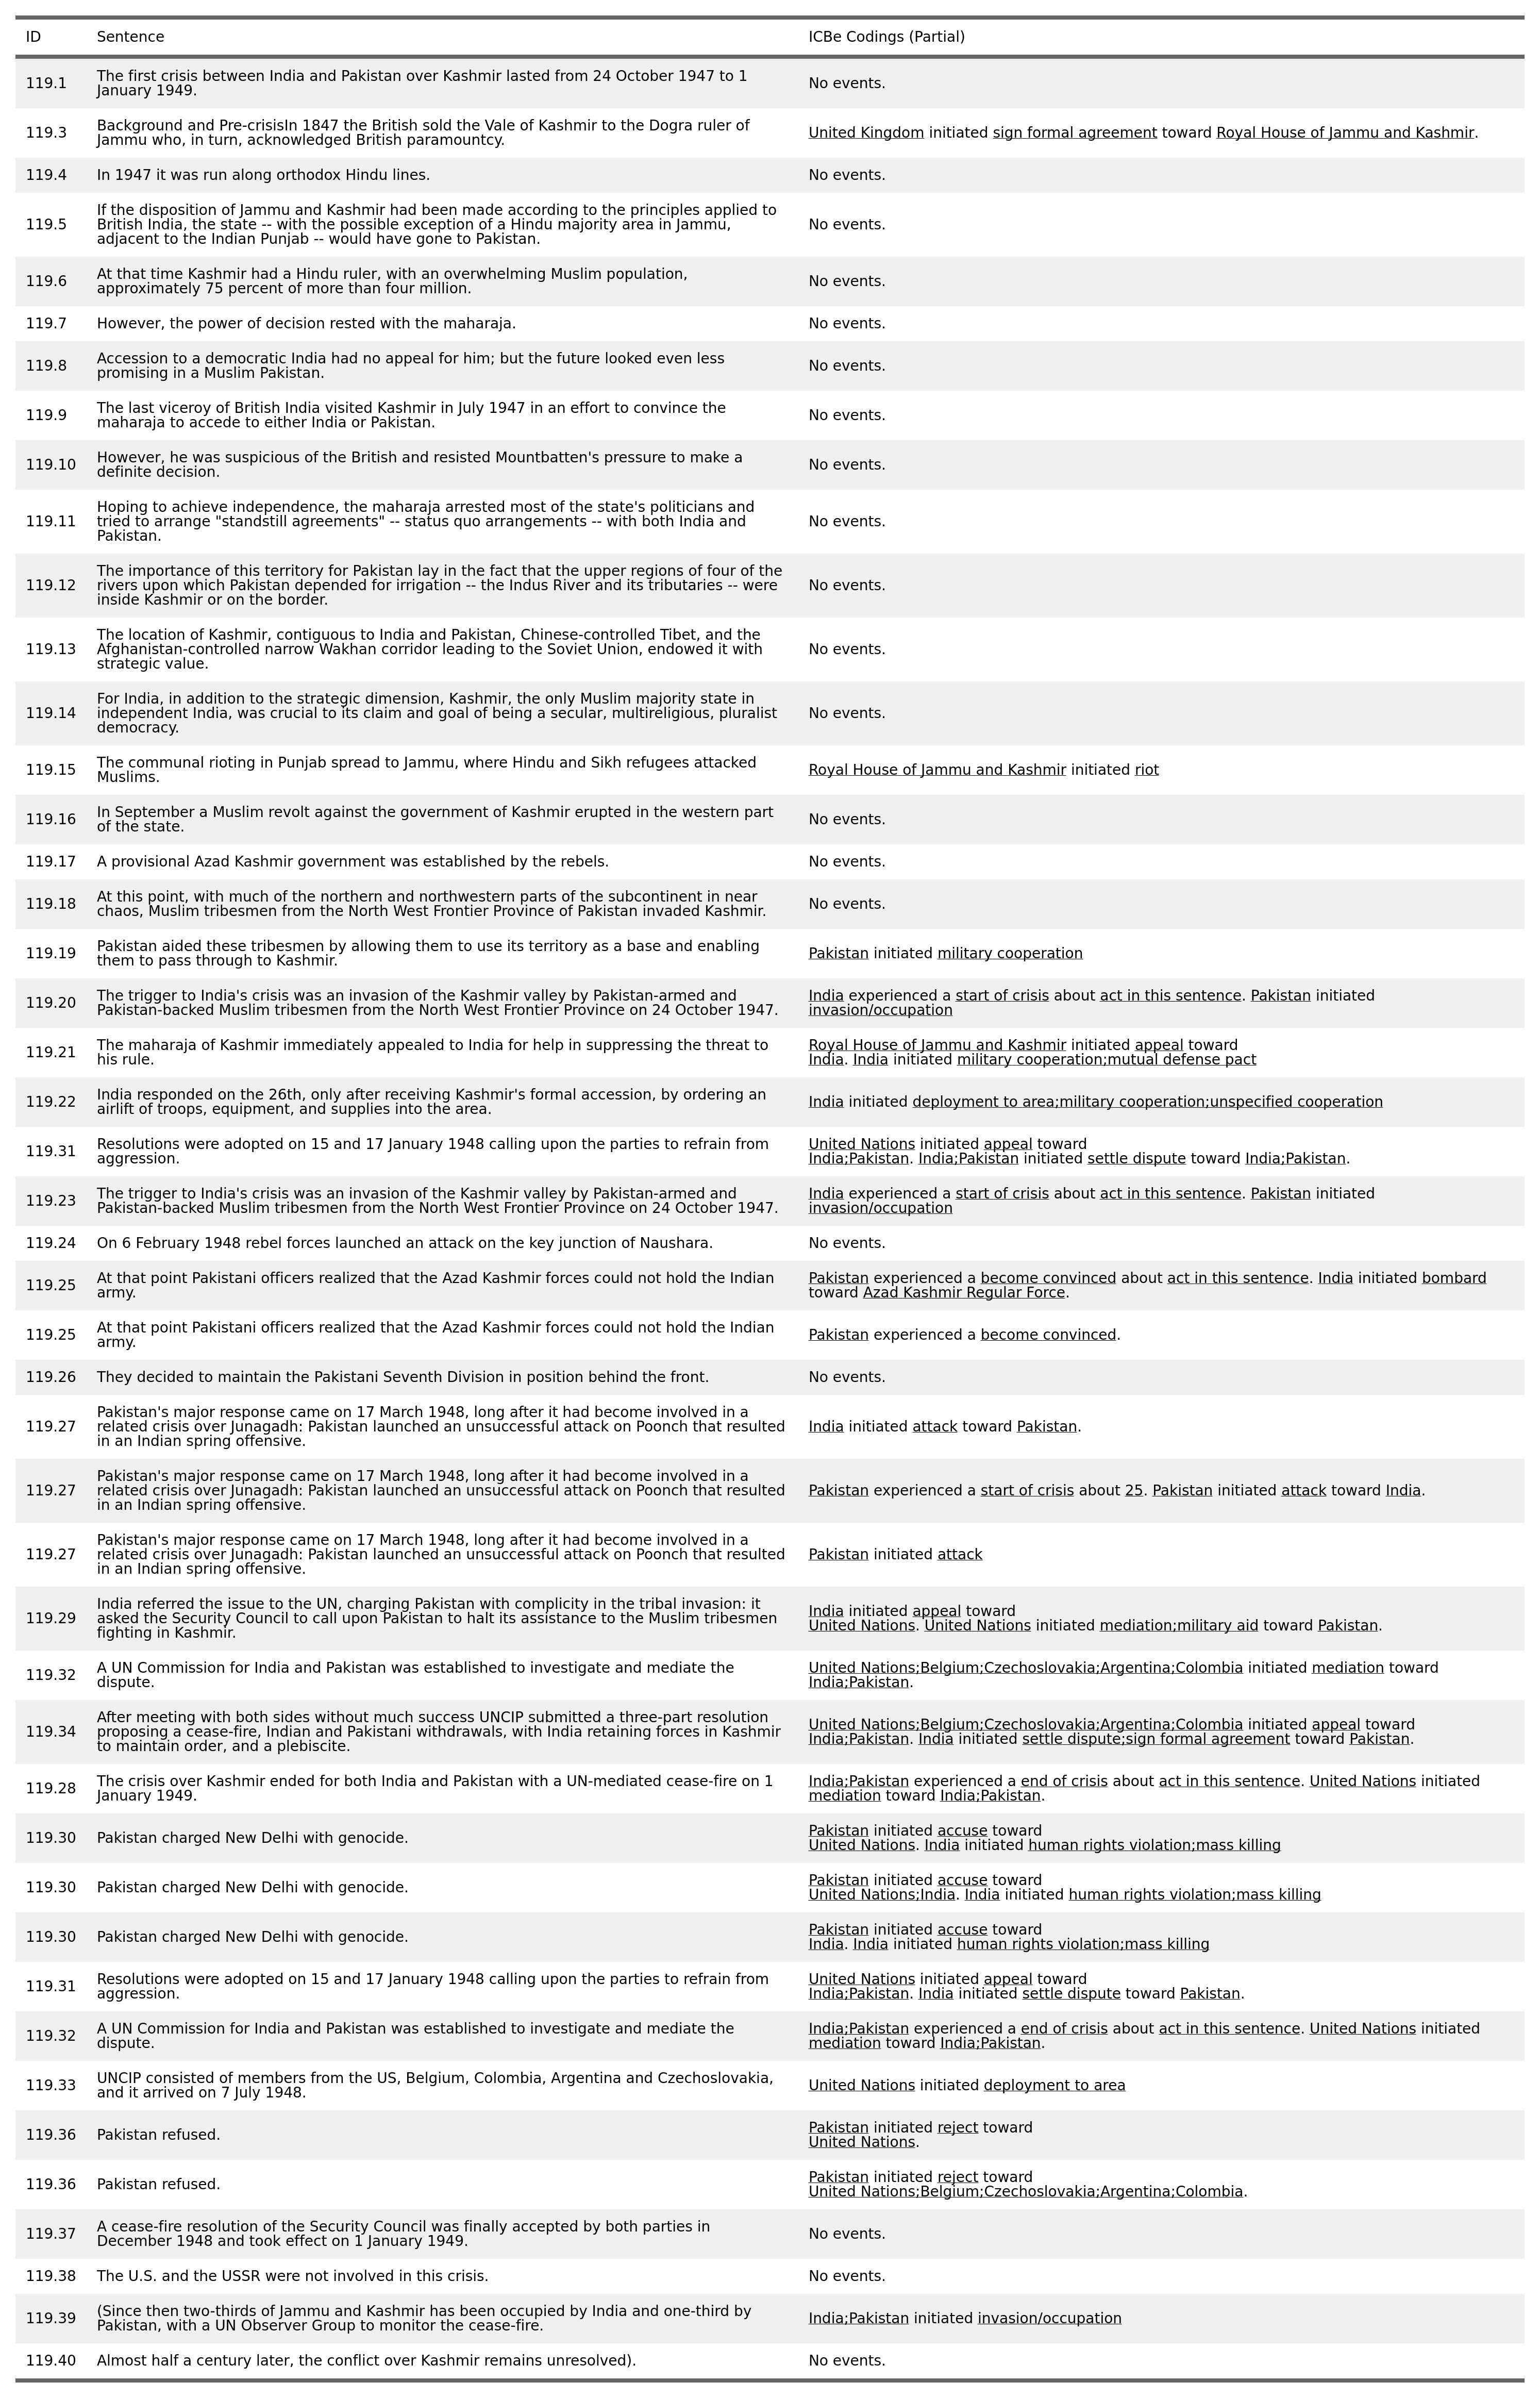 ID Sentence ICBe Codings (Partial)
119.1 The first crisis between India and Pakistan over Kashmir lasted from 24 October 1947 to 1
January 1949. No events.
119.3 Background and Pre-crisisIn 1847 the British sold the Vale of Kashmir to the Dogra ruler of
Jammu who, in turn, acknowledged British paramountcy. United Kingdom initiated sign formal agreement toward Royal House of Jammu and Kashmir.
119.4 In 1947 it was run along orthodox Hindu lines. No events.
119.5 If the disposition of Jammu and Kashmir had been made according to the principles applied to
British India, the state -- with the possible exception of a Hindu majority area in Jammu,
adjacent to the Indian Punjab -- would have gone to Pakistan. No events.
119.6 At that time Kashmir had a Hindu ruler, with an overwhelming Muslim population,
approximately 75 percent of more than four million. No events.
119.7 However, the power of decision rested with the maharaja. No events.
119.8 Accession to a democratic India had no appeal for him; but the future looked even less
promising in a Muslim Pakistan. No events.
119.9 The last viceroy of British India visited Kashmir in July 1947 in an effort to convince the
maharaja to accede to either India or Pakistan. No events.
119.10 However, he was suspicious of the British and resisted Mountbatten's pressure to make a
definite decision. No events.
119.11 Hoping to achieve independence, the maharaja arrested most of the state's politicians and
tried to arrange "standstill agreements" -- status quo arrangements -- with both India and
Pakistan. No events.
119.12 The importance of this territory for Pakistan lay in the fact that the upper regions of four of the
rivers upon which Pakistan depended for irrigation -- the Indus River and its tributaries -- were
inside Kashmir or on the border. No events.
119.13 The location of Kashmir, contiguous to India and Pakistan, Chinese-controlled Tibet, and the
Afghanistan-controlled narrow Wakhan corridor leading to the Soviet Union, endowed it with
strategic value. No events.
119.14 For India, in addition to the strategic dimension, Kashmir, the only Muslim majority state in
independent India, was crucial to its claim and goal of being a secular, multireligious, pluralist
democracy. No events.
119.15 The communal rioting in Punjab spread to Jammu, where Hindu and Sikh refugees attacked
Muslims. Royal House of Jammu and Kashmir initiated riot
119.16 In September a Muslim revolt against the government of Kashmir erupted in the western part
of the state. No events.
119.17 A provisional Azad Kashmir government was established by the rebels. No events.
119.18 At this point, with much of the northern and northwestern parts of the subcontinent in near
chaos, Muslim tribesmen from the North West Frontier Province of Pakistan invaded Kashmir. No events.
119.19 Pakistan aided these tribesmen by allowing them to use its territory as a base and enabling
them to pass through to Kashmir. Pakistan initiated military cooperation
119.20 The trigger to India's crisis was an invasion of the Kashmir valley by Pakistan-armed and
Pakistan-backed Muslim tribesmen from the North West Frontier Province on 24 October 1947. India experienced a start of crisis about act in this sentence. Pakistan initiated
invasion/occupation
119.21 The maharaja of Kashmir immediately appealed to India for help in suppressing the threat to
his rule. Royal House of Jammu and Kashmir initiated appeal toward
India. India initiated military cooperation;mutual defense pact
119.22 India responded on the 26th, only after receiving Kashmir's formal accession, by ordering an
airlift of troops, equipment, and supplies into the area. India initiated deployment to area;military cooperation;unspecified cooperation
119.31 Resolutions were adopted on 15 and 17 January 1948 calling upon the parties to refrain from
aggression. United Nations initiated appeal toward
India;Pakistan. India;Pakistan initiated settle dispute toward India;Pakistan.
119.23 The trigger to India's crisis was an invasion of the Kashmir valley by Pakistan-armed and
Pakistan-backed Muslim tribesmen from the North West Frontier Province on 24 October 1947. India experienced a start of crisis about act in this sentence. Pakistan initiated
invasion/occupation
119.24 On 6 February 1948 rebel forces launched an attack on the key junction of Naushara. No events.
119.25 At that point Pakistani officers realized that the Azad Kashmir forces could not hold the Indian
army. Pakistan experienced a become convinced about act in this sentence. India initiated bombard
toward Azad Kashmir Regular Force.
119.25 At that point Pakistani officers realized that the Azad Kashmir forces could not hold the Indian
army. Pakistan experienced a become convinced.
119.26 They decided to maintain the Pakistani Seventh Division in position behind the front. No events.
119.27 Pakistan's major response came on 17 March 1948, long after it had become involved in a
related crisis over Junagadh: Pakistan launched an unsuccessful attack on Poonch that resulted
in an Indian spring offensive. India initiated attack toward Pakistan.
119.27 Pakistan's major response came on 17 March 1948, long after it had become involved in a
related crisis over Junagadh: Pakistan launched an unsuccessful attack on Poonch that resulted
in an Indian spring offensive. Pakistan experienced a start of crisis about 25. Pakistan initiated attack toward India.
119.27 Pakistan's major response came on 17 March 1948, long after it had become involved in a
related crisis over Junagadh: Pakistan launched an unsuccessful attack on Poonch that resulted
in an Indian spring offensive. Pakistan initiated attack
119.29 India referred the issue to the UN, charging Pakistan with complicity in the tribal invasion: it
asked the Security Council to call upon Pakistan to halt its assistance to the Muslim tribesmen
fighting in Kashmir. India initiated appeal toward
United Nations. United Nations initiated mediation;military aid toward Pakistan.
119.32 A UN Commission for India and Pakistan was established to investigate and mediate the
dispute. United Nations;Belgium;Czechoslovakia;Argentina;Colombia initiated mediation toward
India;Pakistan.
119.34 After meeting with both sides without much success UNCIP submitted a three-part resolution
proposing a cease-fire, Indian and Pakistani withdrawals, with India retaining forces in Kashmir
to maintain order, and a plebiscite. United Nations;Belgium;Czechoslovakia;Argentina;Colombia initiated appeal toward
India;Pakistan. India initiated settle dispute;sign formal agreement toward Pakistan.
119.28 The crisis over Kashmir ended for both India and Pakistan with a UN-mediated cease-fire on 1
January 1949. India;Pakistan experienced a end of crisis about act in this sentence. United Nations initiated
mediation toward India;Pakistan.
119.30 Pakistan charged New Delhi with genocide. Pakistan initiated accuse toward
United Nations. India initiated human rights violation;mass killing
119.30 Pakistan charged New Delhi with genocide. Pakistan initiated accuse toward
United Nations;India. India initiated human rights violation;mass killing
119.30 Pakistan charged New Delhi with genocide. Pakistan initiated accuse toward
India. India initiated human rights violation;mass killing
119.31 Resolutions were adopted on 15 and 17 January 1948 calling upon the parties to refrain from
aggression. United Nations initiated appeal toward
India;Pakistan. India initiated settle dispute toward Pakistan.
119.32 A UN Commission for India and Pakistan was established to investigate and mediate the
dispute. India;Pakistan experienced a end of crisis about act in this sentence. United Nations initiated
mediation toward India;Pakistan.
119.33 UNCIP consisted of members from the US, Belgium, Colombia, Argentina and Czechoslovakia,
and it arrived on 7 July 1948. United Nations initiated deployment to area
119.36 Pakistan refused. Pakistan initiated reject toward
United Nations.
119.36 Pakistan refused. Pakistan initiated reject toward
United Nations;Belgium;Czechoslovakia;Argentina;Colombia.
119.37 A cease-fire resolution of the Security Council was finally accepted by both parties in
December 1948 and took effect on 1 January 1949. No events.
119.38 The U.S. and the USSR were not involved in this crisis. No events.
119.39 (Since then two-thirds of Jammu and Kashmir has been occupied by India and one-third by
Pakistan, with a UN Observer Group to monitor the cease-fire. India;Pakistan initiated invasion/occupation
119.40 Almost half a century later, the conflict over Kashmir remains unresolved). No events.